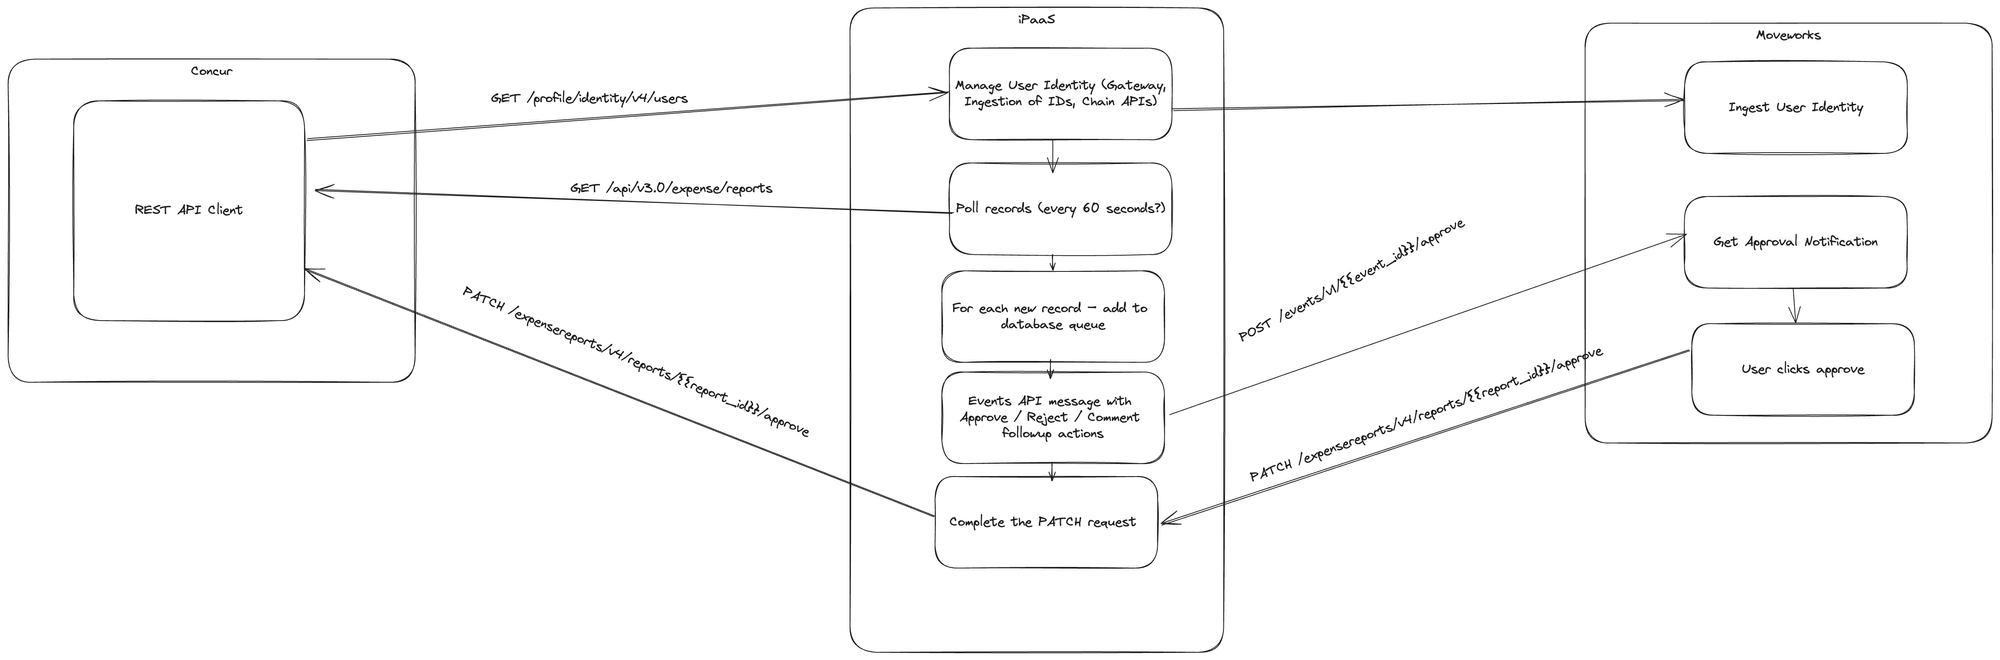 Concur
REST API Client
GET /profile/identity/v4/users
GET /api/v3.0/expense/reports
PATCH /expensereports/v4/reports/{{report_id}}/approve
iPaaS
Manage User Identity (Gateway,
Ingestion of IDs, Chain APIs)
Poll records (every 60 seconds?)
For each new record - add to
database queue
Events API message with
Approve / Reject / Comment
followup actions
Complete the PATCH request
POST /events/v1/{{event_id}}/approve
PATCH /expensereports/v4/reports/{{report_id}}/approve
Moveworks
Ingest User Identity
Get Approval Notification
User clicks approve